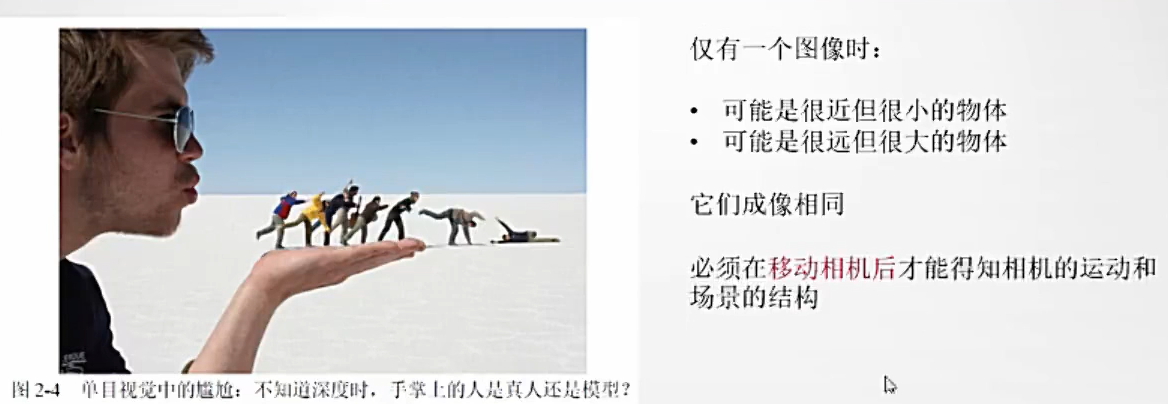 仅有一个图像时：
• 可能是很近但很小的物体
• 可能是很远但很大的物体
它们成像相同
必须在移动相机后才能得知相机的运动和
场景的结构
图 2-4 单目视觉中的尴尬：不知道深度时，手掌上的人是真人还是模型？